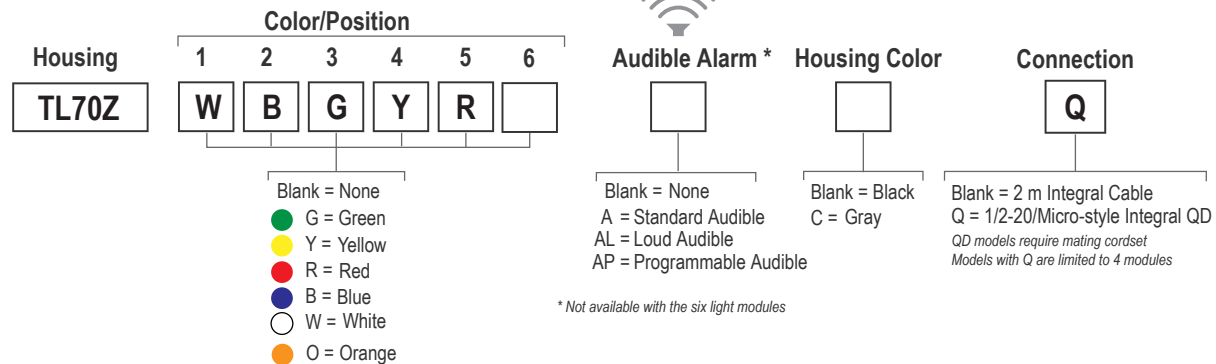 Color/Position
Housing 1 2 3 4 5 6 Audible Alarm * Housing Color Connection
TL70Z W B G Y R Q
Blank = None
G = Green
Y = Yellow
R = Red
B = Blue
W = White
O = Orange
Blank = None
A = Standard Audible
AL = Loud Audible
AP = Programmable Audible
* Not available with the six light modules
Blank = Black
C = Gray
Blank = 2 m Integral Cable
Q = 1/2-20/Micro-style Integral QD
QD models require mating cordset
Models with Q are limited to 4 modules